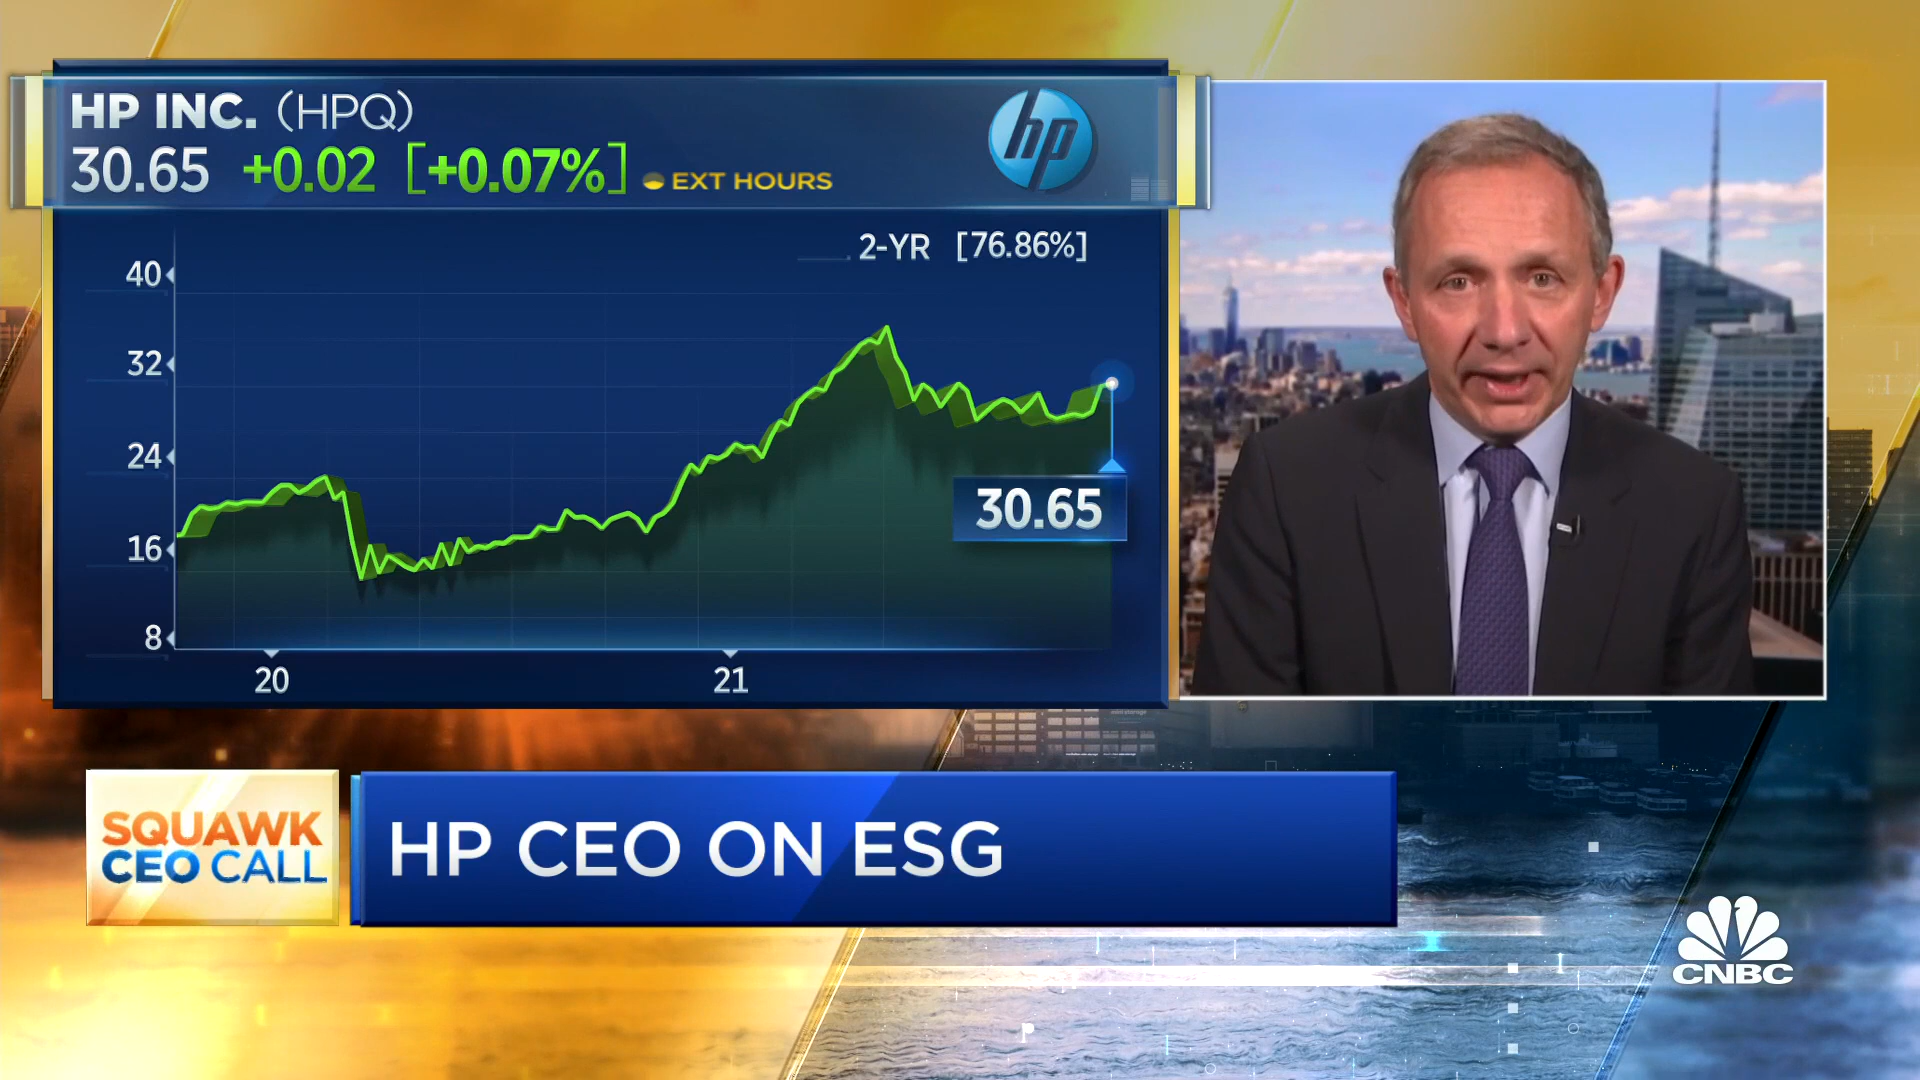 HP INC. (HPQ)
30.65 +0.02 [+0.07%] EXT HOURS
hp
2-YR [76.86%]
40
32
24
16
8
30.65
20
21
SQUAWK
CEO CALL
HP CEO ON ESG
CNBC